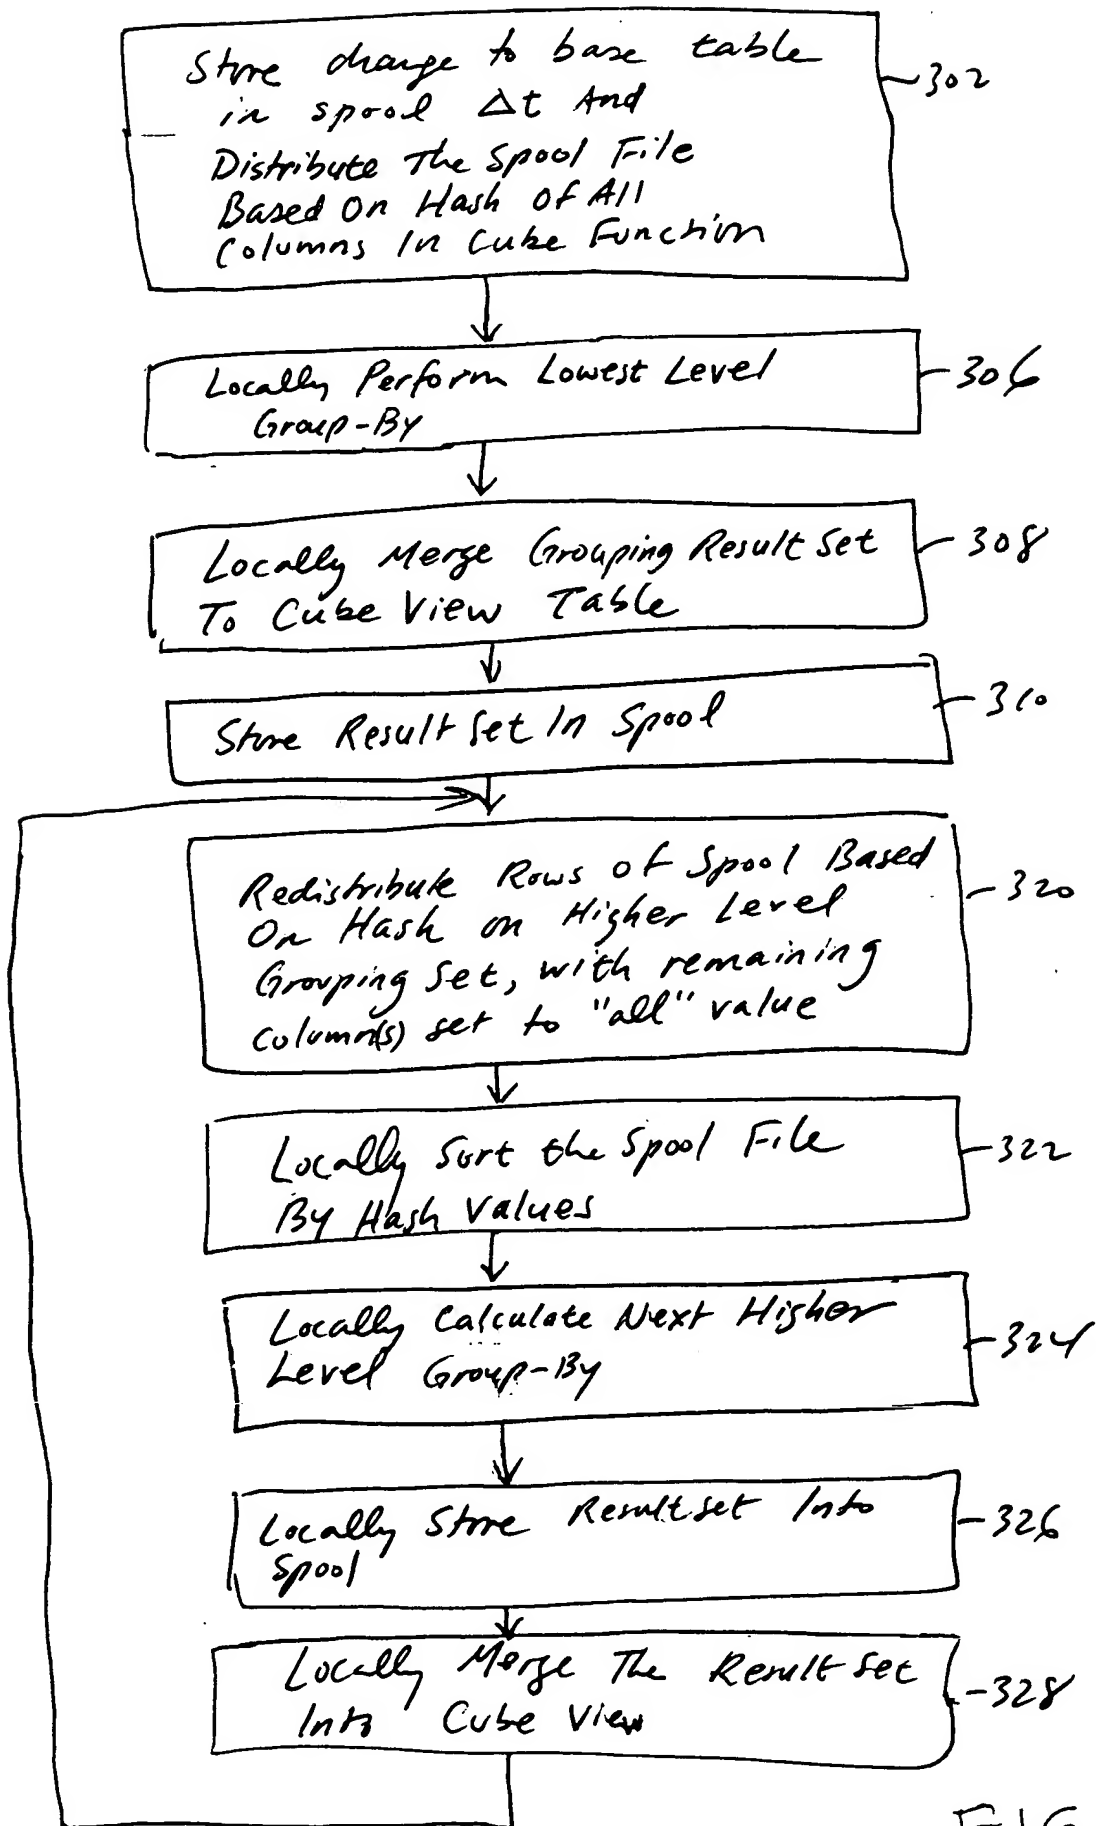 Store change to base table
in spool Δt And
Distribute The Spool File
Based On Hash Of All
Columns In Cube Function
302
Locally Perform Lowest Level
Group-By
306
Locally Merge Grouping Result Set
To Cube View Table
308
Store Result Set In Spool
310
Redistribute Rows of Spool Based
On Hash on Higher Level
Grouping Set, with remaining
column(s) set to "all" value
320
Locally Sort the Spool File
By Hash Values
322
Locally Calculate Next Higher
Level Group-By
324
Locally Store Result set Into
Spool
326
Locally Merge The Result Set
Into Cube View
328
FIG